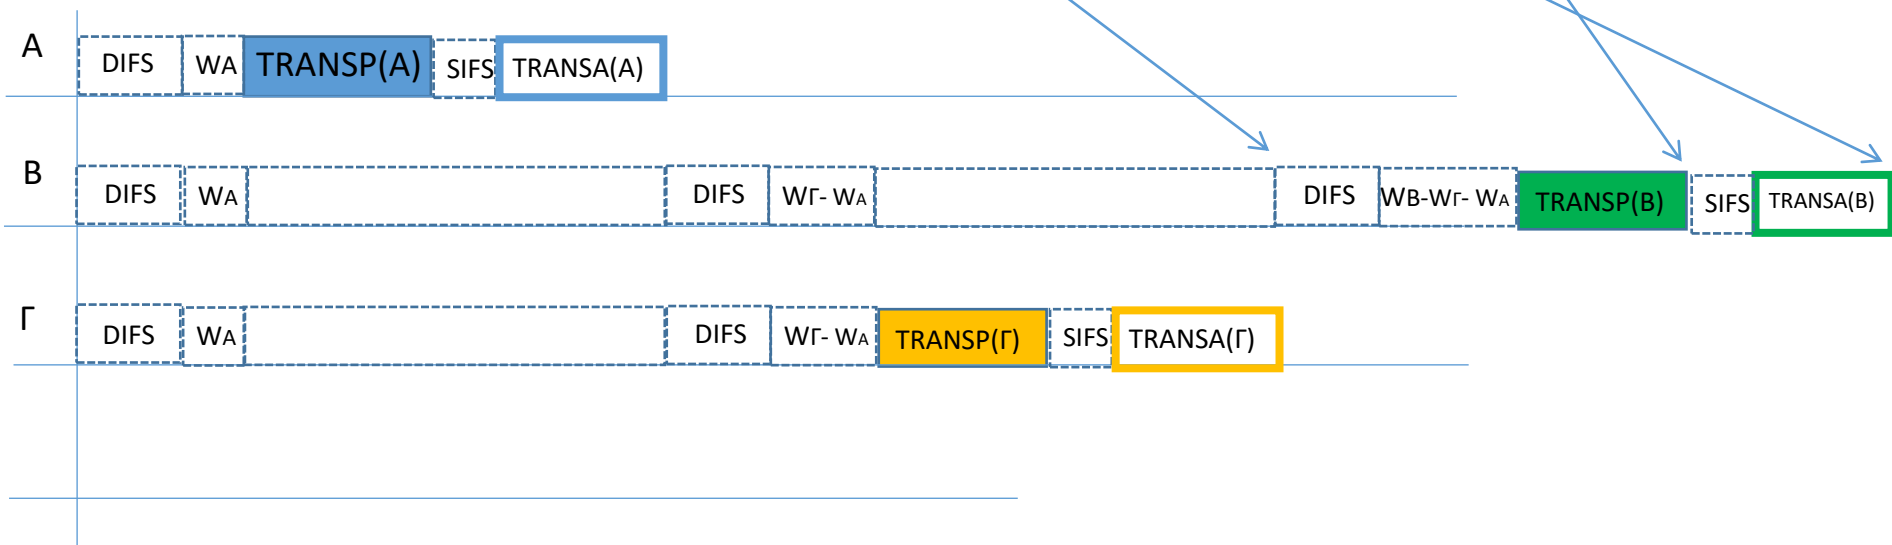 Α
DIFS WA TRANSP(A) SIFS TRANSA(A)
Β
DIFS WA DIFS WΓ- WA DIFS WB-WΓ- WA TRANSP(B) SIFS TRANSA(B)
Γ
DIFS WA DIFS WΓ- WA TRANSP(Γ) SIFS TRANSA(Γ)